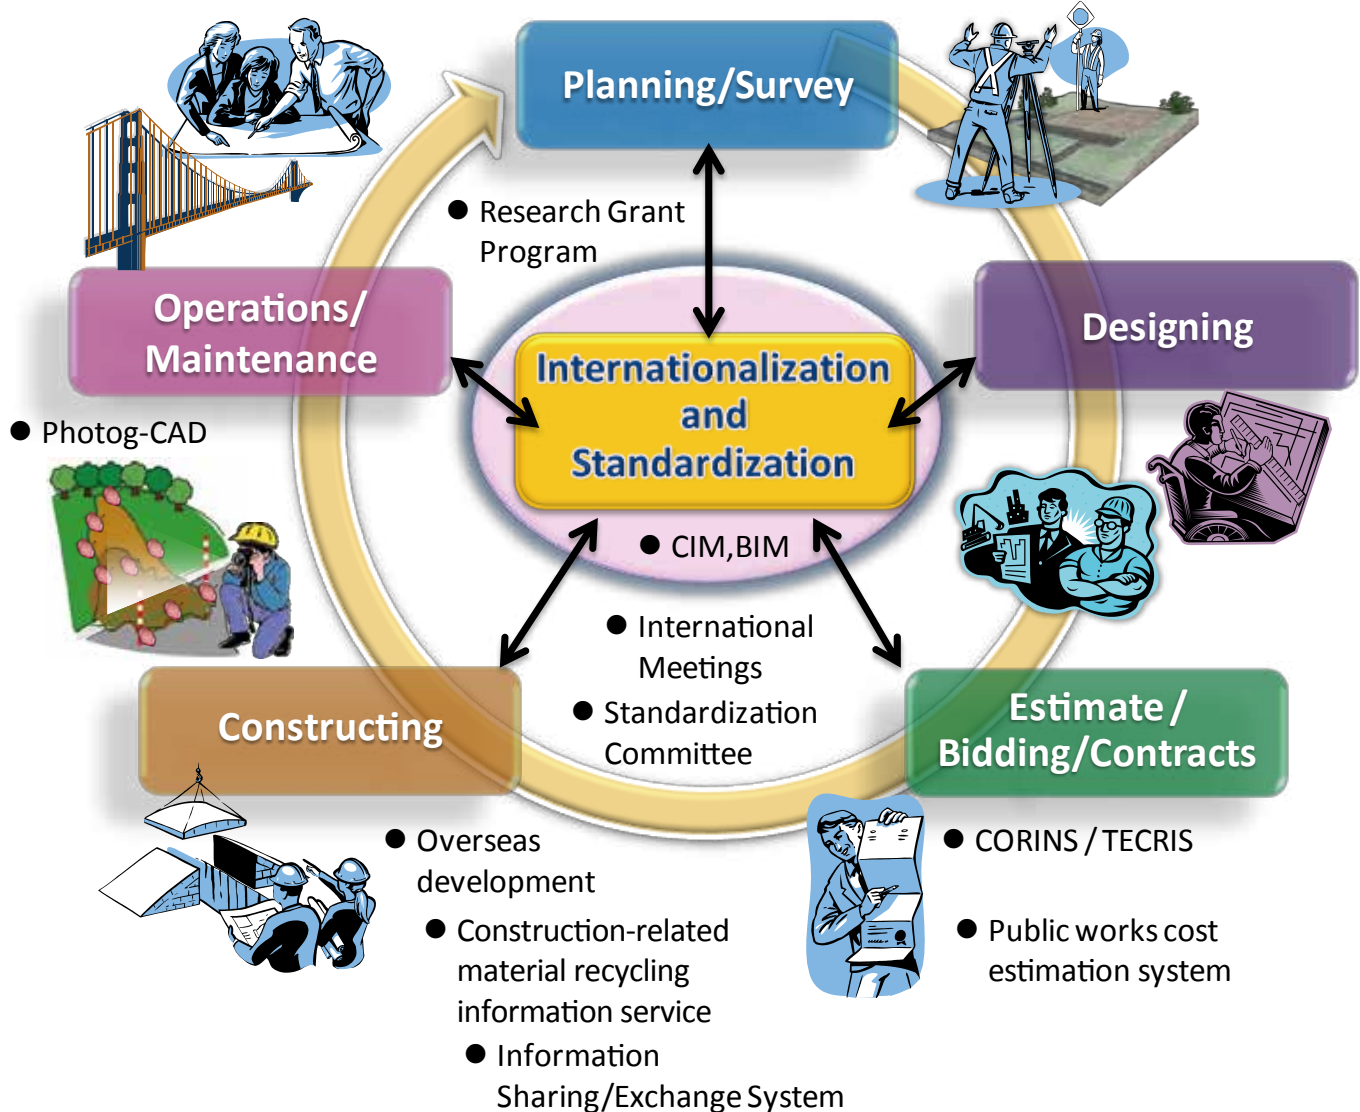 Planning/Survey
● Research Grant
Program
Operations/
Maintenance
Designing
Internationalization
and
Standardization
● Photog-CAD
● CIM,BIM
● International
Meetings
● Standardization
Committee
Constructing
Estimate /
Bidding/Contracts
● Overseas
development
● Construction-related
material recycling
information service
● Information
Sharing/Exchange System
● CORINS / TECRIS
● Public works cost
estimation system